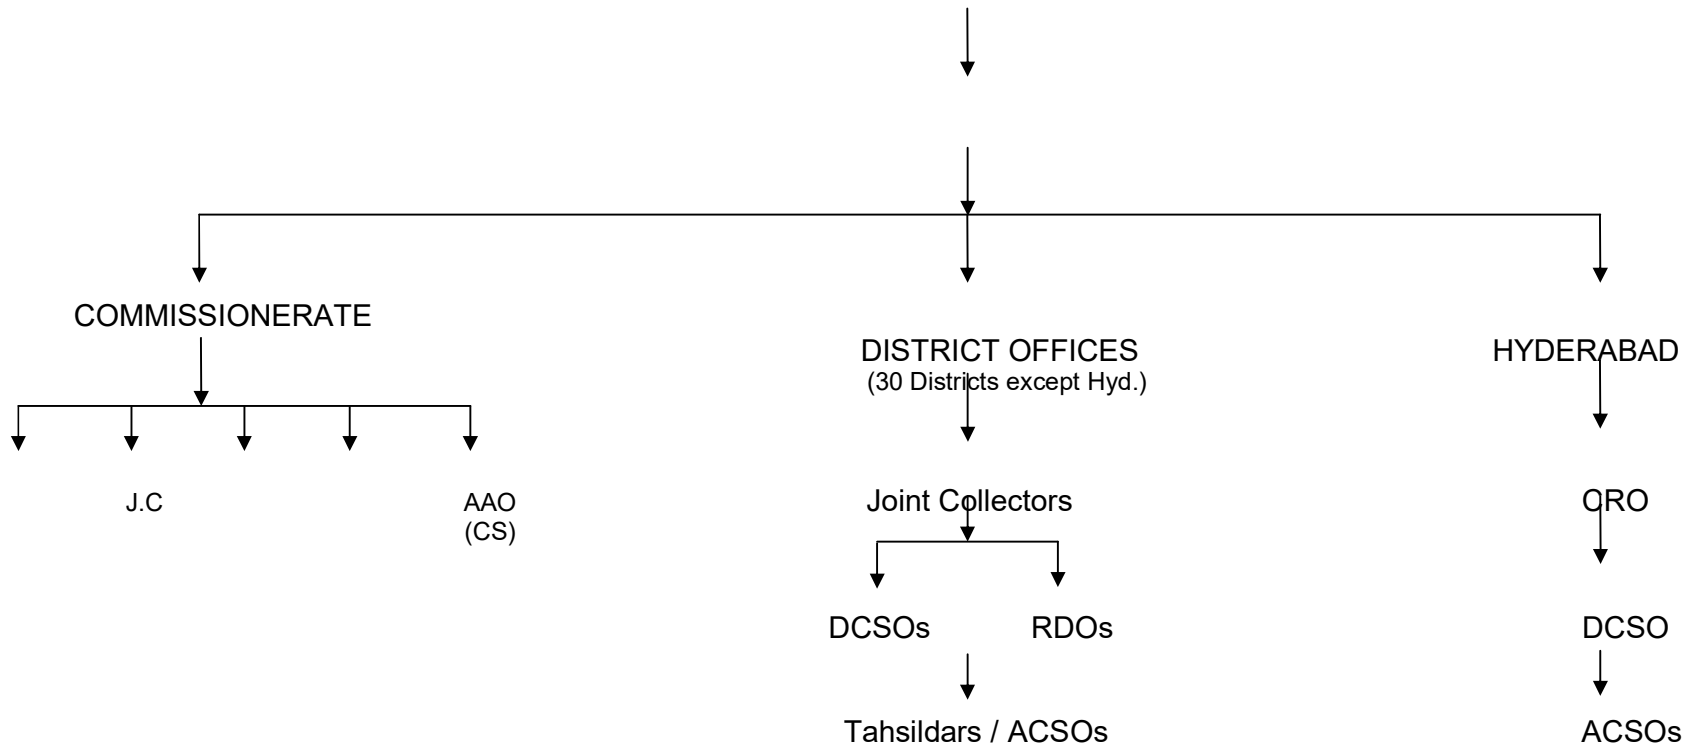 COMMISSIONERATE
DISTRICT OFFICES
(30 Districts except Hyd.)
HYDERABAD
J.C
AAO
(CS)
Joint Collectors
CRO
DCSOs
RDOs
DCSO
Tahsildars / ACSOs
ACSOs